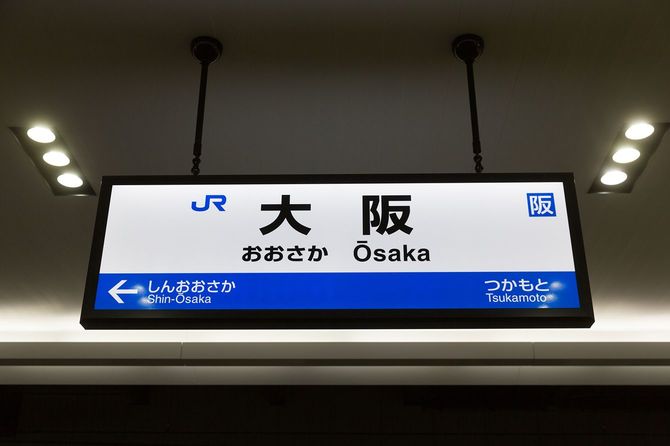 JR 大阪 阪
おおさか Ōsaka
← しんおおさか つかもと
Shin-Ōsaka Tsukamoto